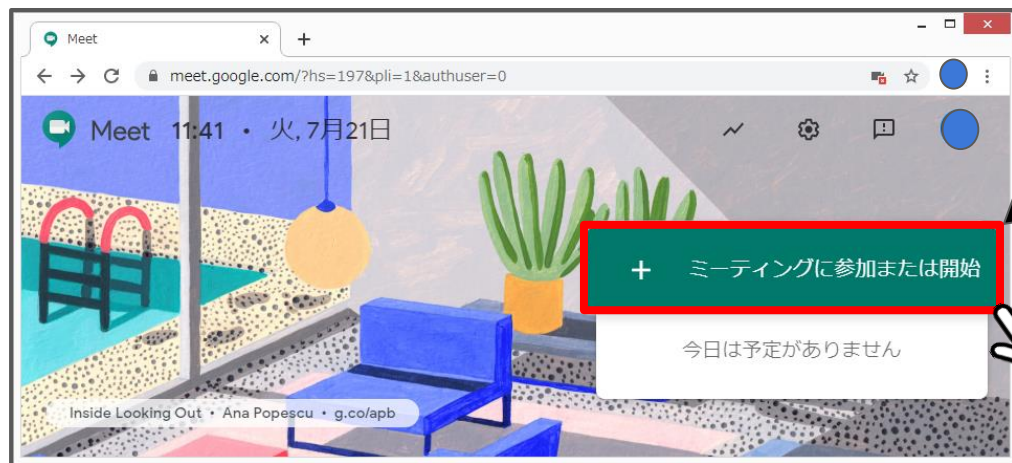 Meet
meet.google.com/?hs=197&pli=1&authuser=0
Meet 11:41 • 火, 7月21日
+ ミーティングに参加または開始
今日は予定がありません
Inside Looking Out • Ana Popescu • g.co/apb